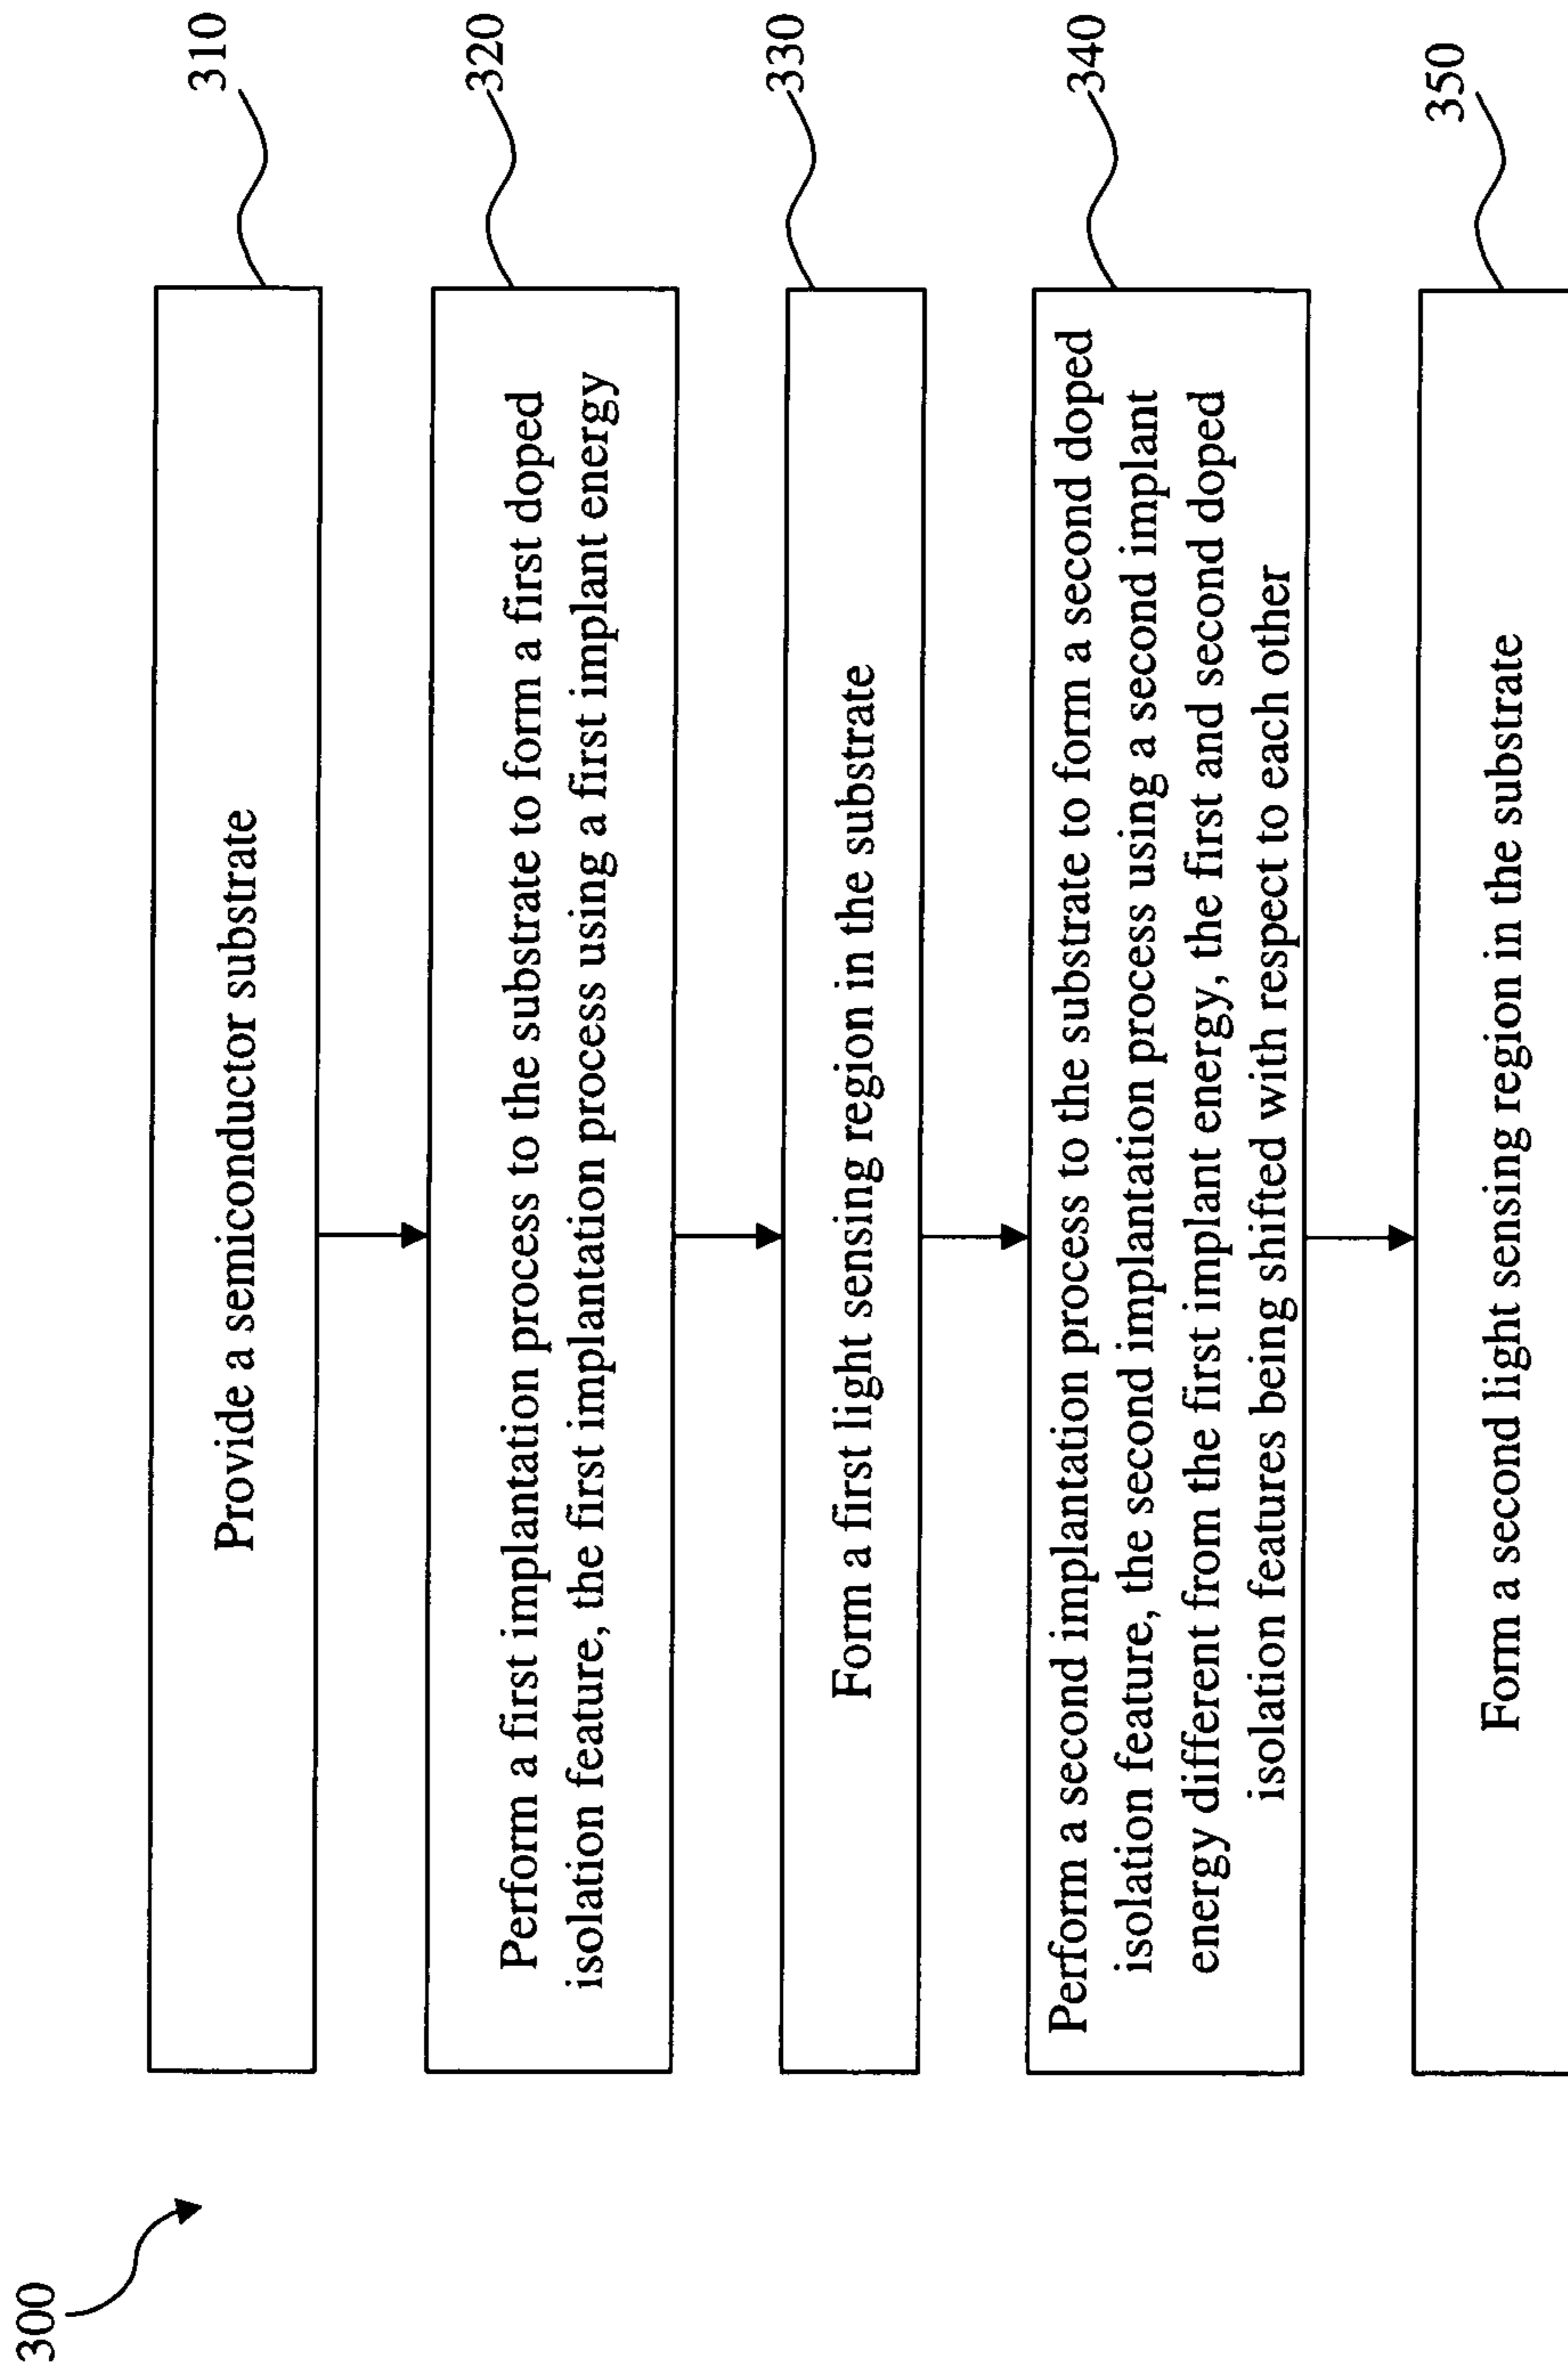 300
Provide a semiconductor substrate
310
Perform a first implantation process to the substrate to form a first doped
isolation feature, the first implantation process using a first implant energy
320
Form a first light sensing region in the substrate
330
Perform a second implantation process to the substrate to form a second doped
isolation feature, the second implantation process using a second implant
energy different from the first implant energy, the first and second doped
isolation features being shifted with respect to each other
340
Form a second light sensing region in the substrate
350